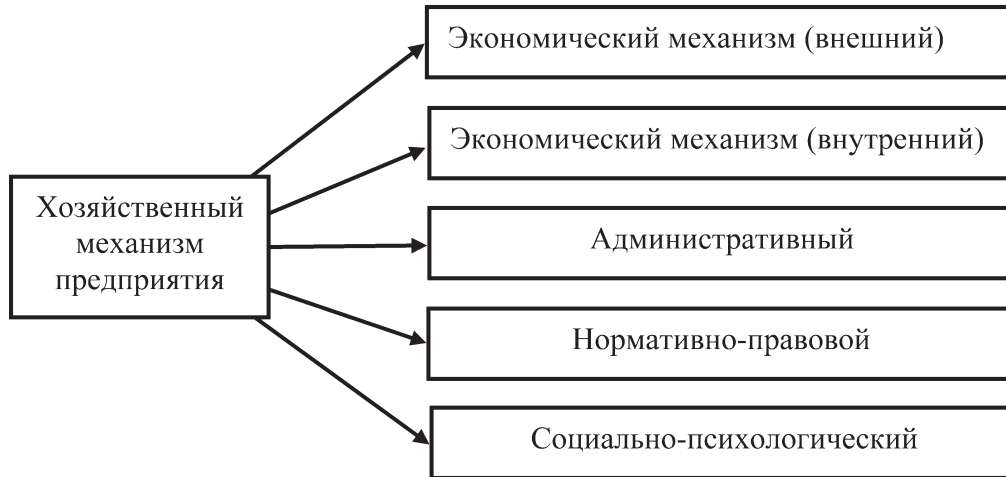 Экономический механизм (внешний)
Экономический механизм (внутренний)
Хозяйственный
механизм
предприятия
Административный
Нормативно-правовой
Социально-психологический